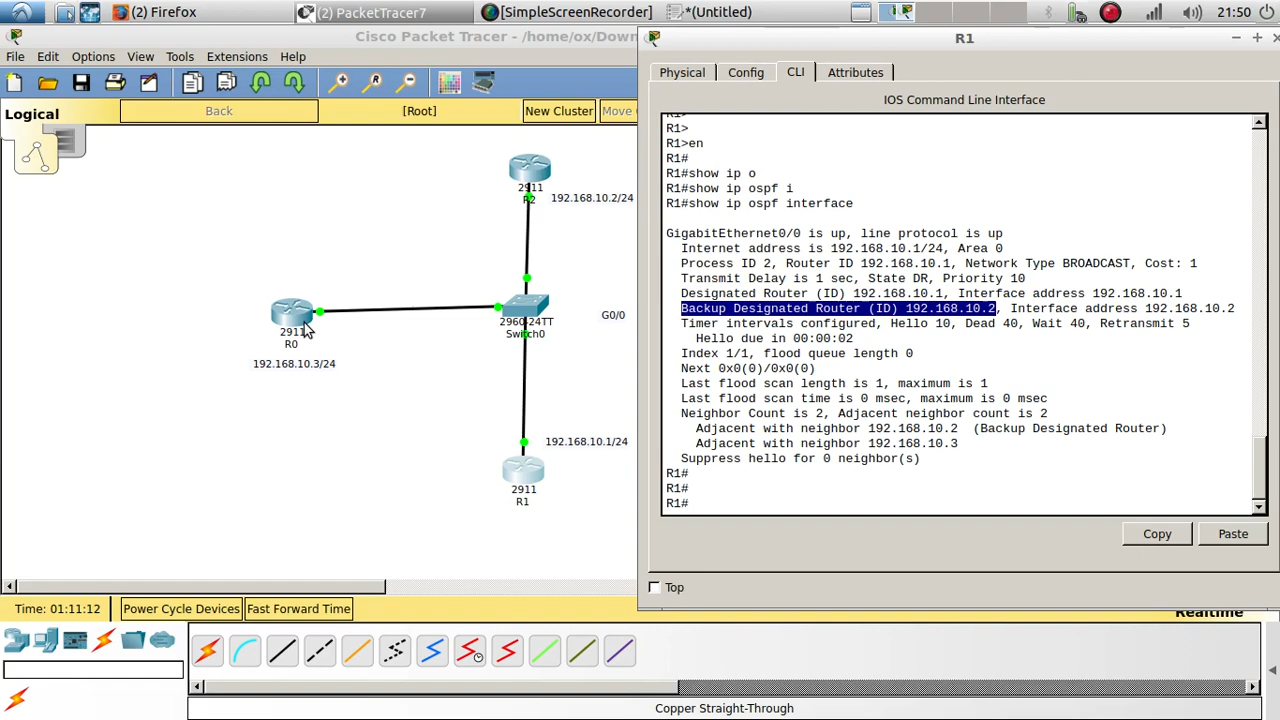 (2) FireFox
(2) PacketTracer7
[SimpleScreenRecorder]
*(Untitled)
21:50
Cisco Packet Tracer - /home/ox/Down
File Edit Options View Tools Extensions Help
Logical
Back
[Root]
New Cluster
Move
2911
R2
192.168.10.2/24
2911
R0
192.168.10.3/24
2960-24TT
Switch0
G0/0
192.168.10.1/24
2911
R1
R1
Physical Config CLI Attributes
IOS Command Line Interface
R1>
R1>
R1>en
R1#
R1#show ip o
R1#show ip ospf i
R1#show ip ospf interface
GigabitEthernet0/0 is up, line protocol is up
Internet address is 192.168.10.1/24, Area 0
Process ID 2, Router ID 192.168.10.1, Network Type BROADCAST, Cost: 1
Transmit Delay is 1 sec, State DR, Priority 10
Designated Router (ID) 192.168.10.1, Interface address 192.168.10.1
Backup Designated Router (ID) 192.168.10.2, Interface address 192.168.10.2
Timer intervals configured, Hello 10, Dead 40, Wait 40, Retransmit 5
Hello due in 00:00:02
Index 1/1, flood queue length 0
Next 0x0(0)/0x0(0)
Last flood scan length is 1, maximum is 1
Last flood scan time is 0 msec, maximum is 0 msec
Neighbor Count is 2, Adjacent neighbor count is 2
Adjacent with neighbor 192.168.10.2 (Backup Designated Router)
Adjacent with neighbor 192.168.10.3
Suppress hello for 0 neighbor(s)
R1#
R1#
R1#
Copy Paste
Top
Time: 01:11:12
Power Cycle Devices
Fast Forward Time
Realtime
Copper Straight-Through